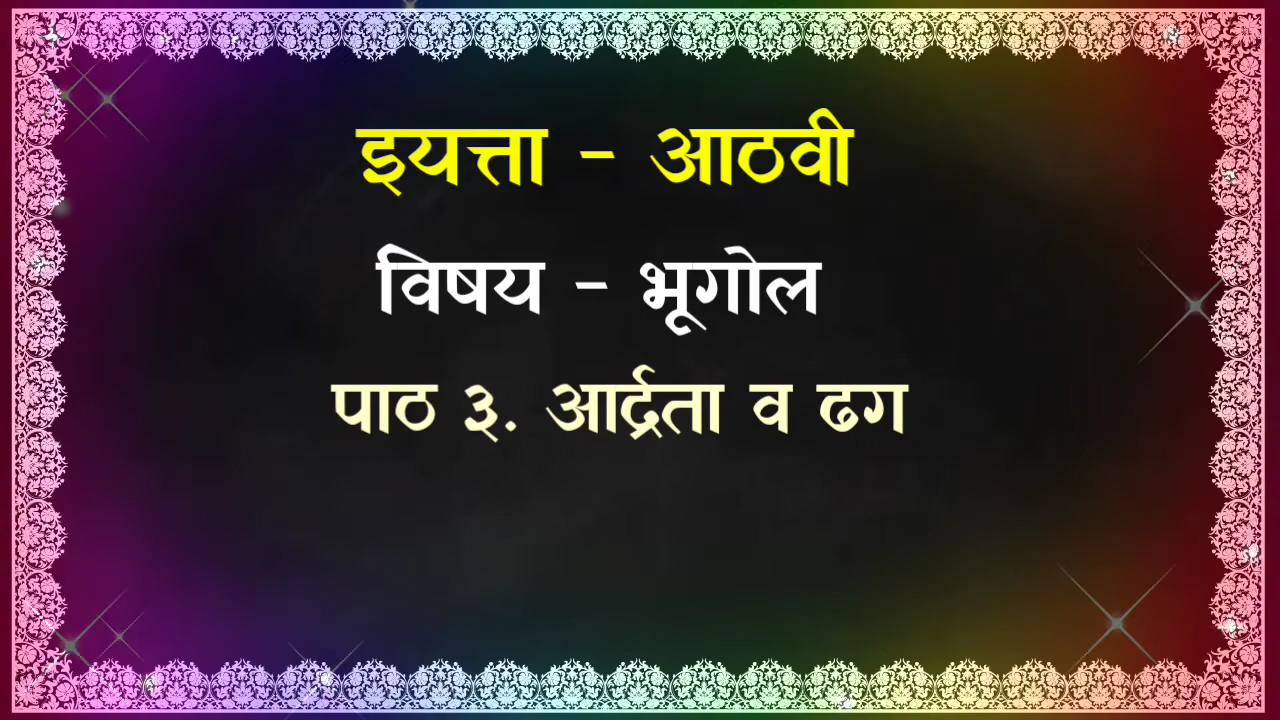 इयत्ता - आठवी
विषय - भूगोल
पाठ ३. आर्द्रता व ढग